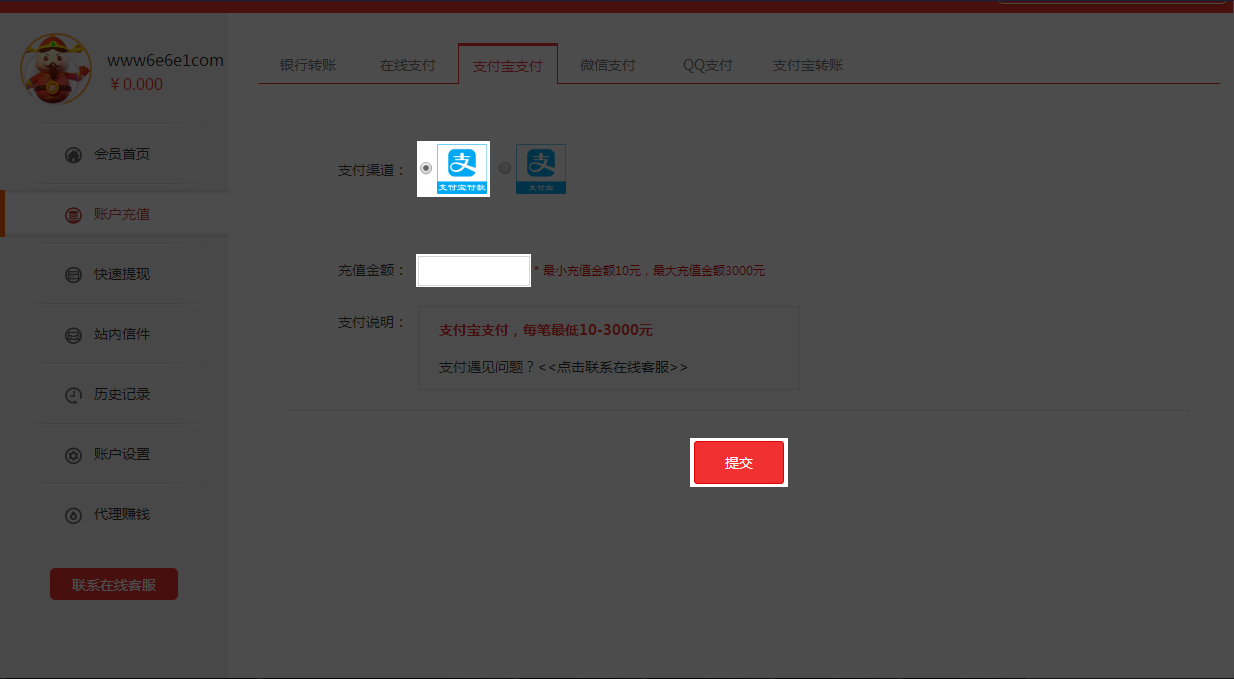 www6e6e1com
¥ 0.000
会员首页
账户充值
快速提现
站内信件
历史记录
账户设置
代理赚钱
联系在线客服
银行转账 在线支付 支付宝支付 微信支付 QQ支付 支付宝转账
支付渠道： 支 支
支付宝付款 支付宝
充值金额： * 最小充值金额10元，最大充值金额3000元
支付说明：
支付宝支付，每笔最低10-3000元
支付遇见问题？<<点击联系在线客服>>
提交